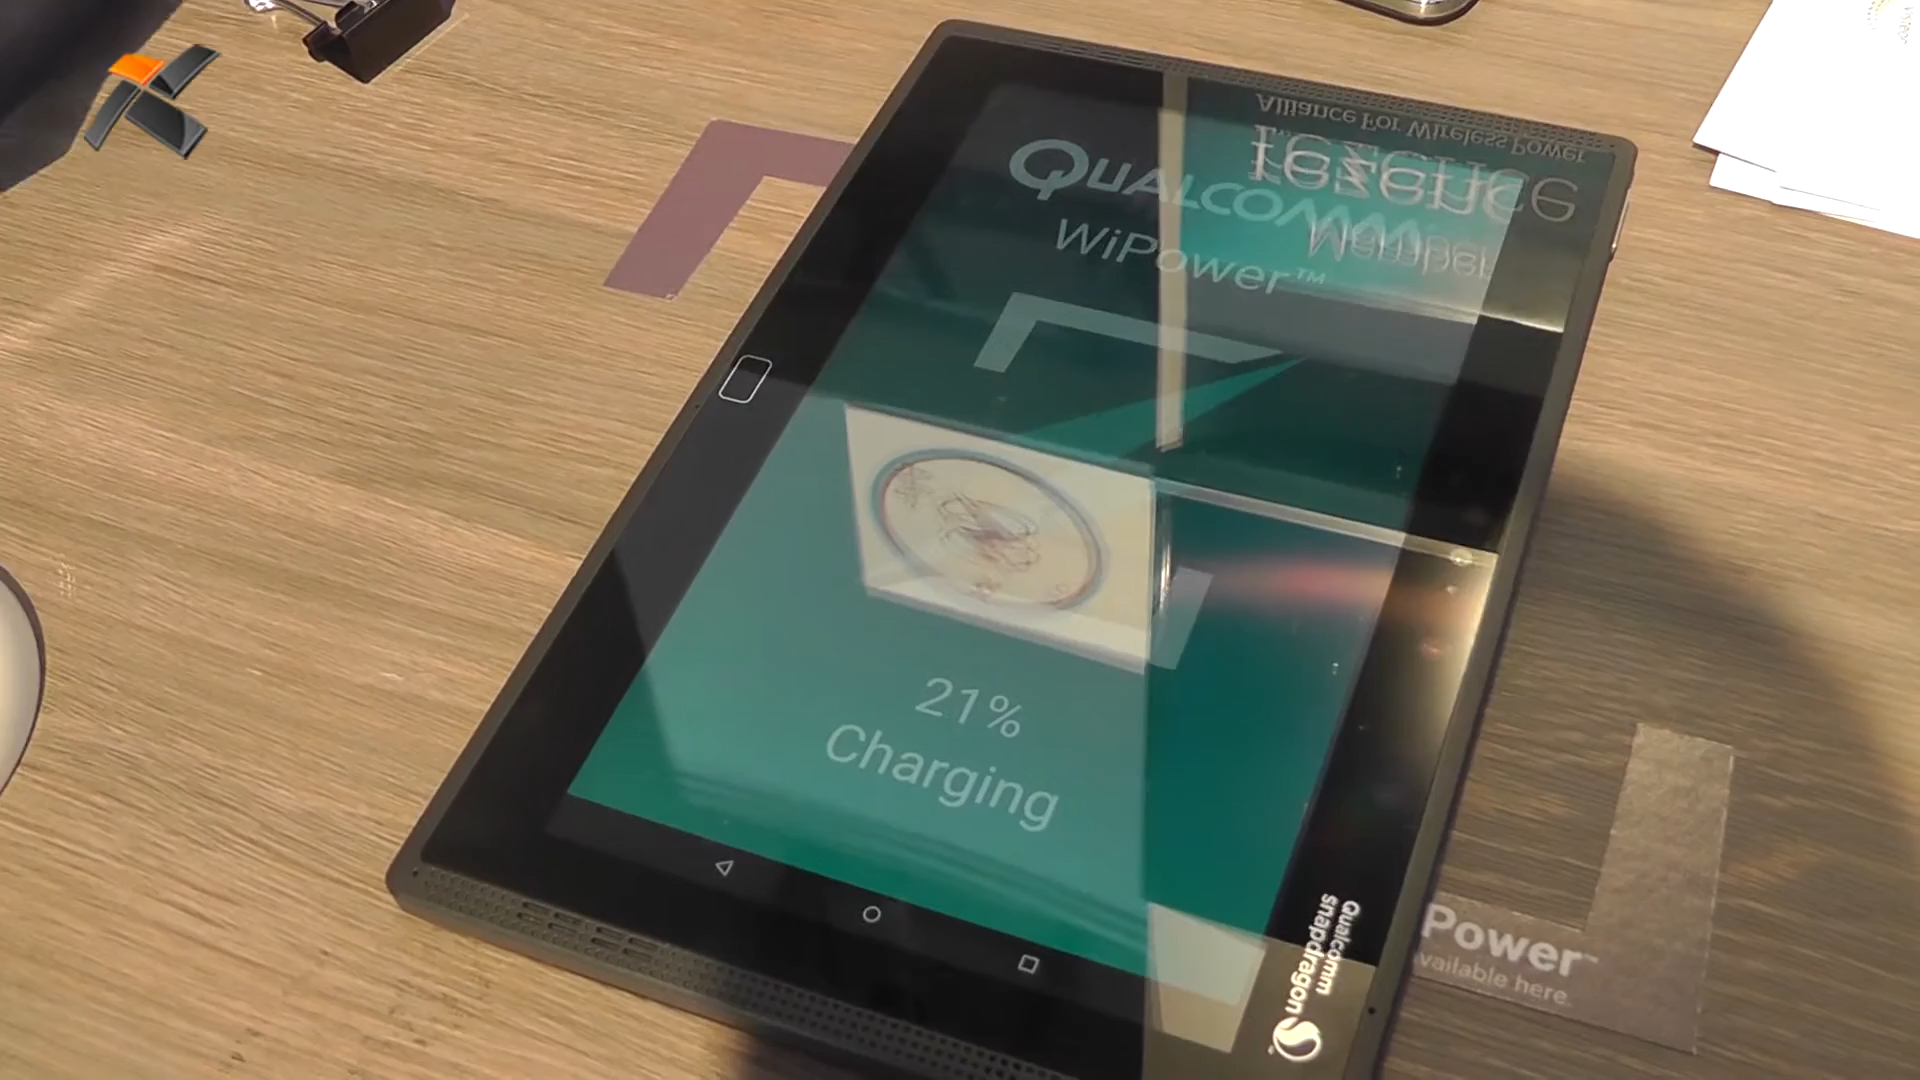 Alliance For Wireless Power
rezence
Member
QUALCOMM
WiPower™
21%
Charging
Qualcomm
snapdragon
Power™
vailable here